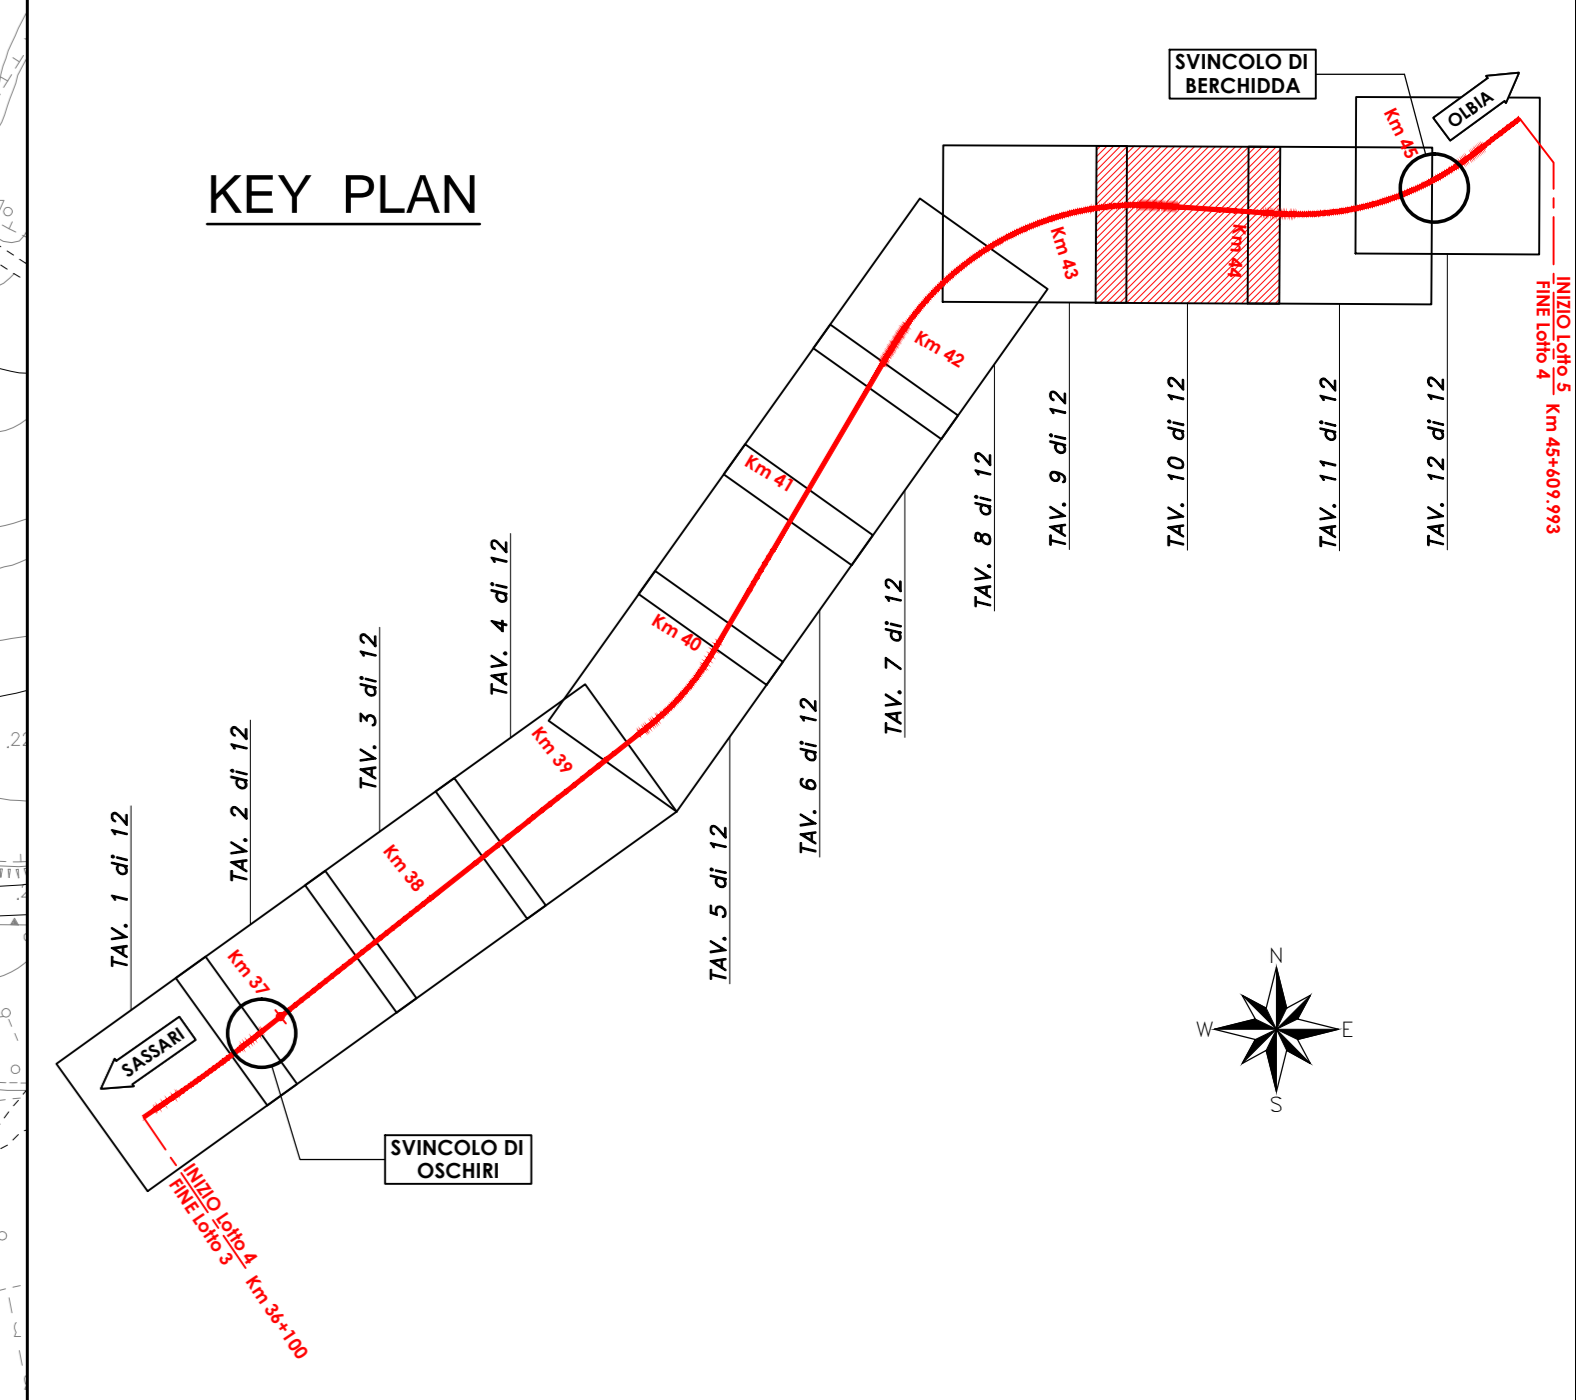 KEY PLAN
SVINCOLO DI
BERCHIDDA
OLBIA
Km 45
Km 44
Km 43
Km 42
Km 41
Km 40
Km 39
Km 38
Km 37
INIZIO Lotto 5
FINE Lotto 4
Km 45+609.993
TAV. 1 di 12
TAV. 2 di 12
TAV. 3 di 12
TAV. 4 di 12
TAV. 5 di 12
TAV. 6 di 12
TAV. 7 di 12
TAV. 8 di 12
TAV. 9 di 12
TAV. 10 di 12
TAV. 11 di 12
TAV. 12 di 12
SASSARI
SVINCOLO DI
OSCHIRI
INIZIO Lotto 4
FINE Lotto 3
Km 36+100
N
W
E
S